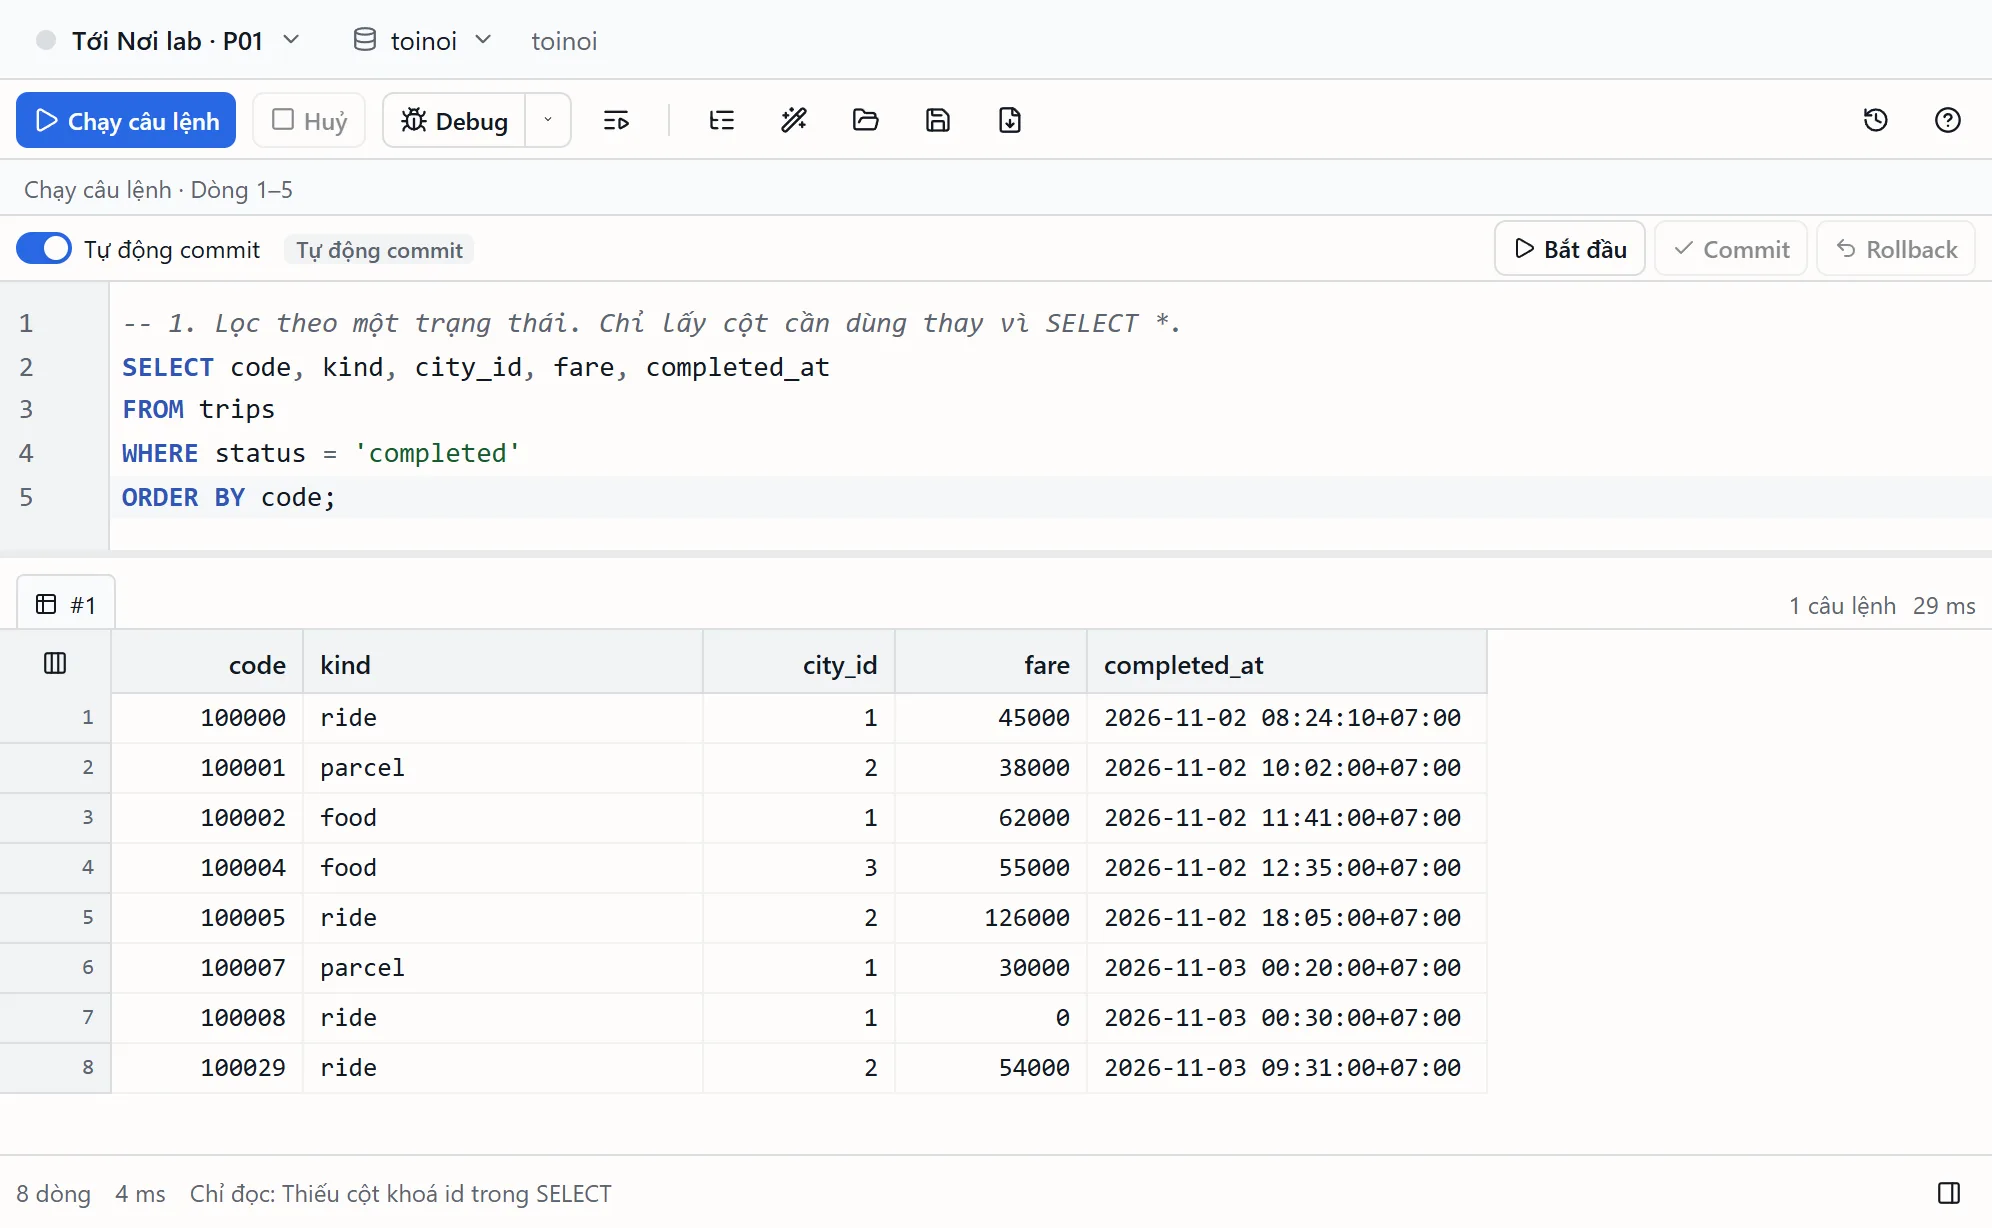 Tới Nơi lab · P01 toinoi toinoi
Chạy câu lệnh Huỷ Debug
Chạy câu lệnh · Dòng 1–5
Tự động commit Tự động commit Bắt đầu Commit Rollback
1 -- 1. Lọc theo một trạng thái. Chỉ lấy cột cần dùng thay vì SELECT *.
2 SELECT code, kind, city_id, fare, completed_at
3 FROM trips
4 WHERE status = 'completed'
5 ORDER BY code;
#1 1 câu lệnh 29 ms
code kind city_id fare completed_at
1 100000 ride 1 45000 2026-11-02 08:24:10+07:00
2 100001 parcel 2 38000 2026-11-02 10:02:00+07:00
3 100002 food 1 62000 2026-11-02 11:41:00+07:00
4 100004 food 3 55000 2026-11-02 12:35:00+07:00
5 100005 ride 2 126000 2026-11-02 18:05:00+07:00
6 100007 parcel 1 30000 2026-11-03 00:20:00+07:00
7 100008 ride 1 0 2026-11-03 00:30:00+07:00
8 100029 ride 2 54000 2026-11-03 09:31:00+07:00
8 dòng 4 ms Chỉ đọc: Thiếu cột khoá id trong SELECT